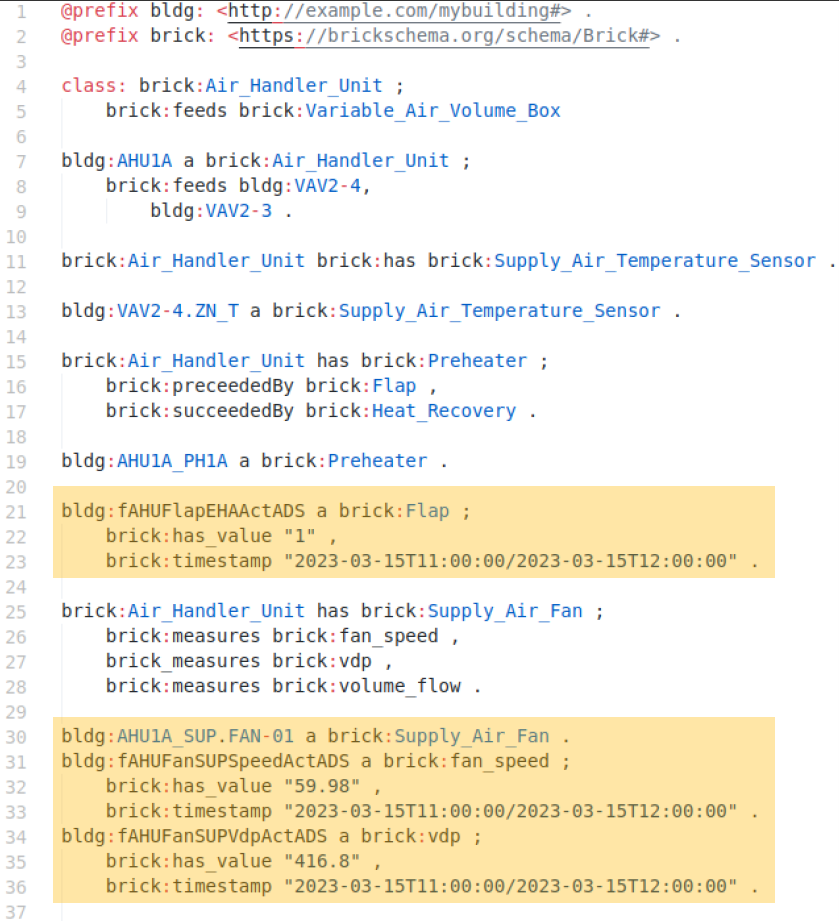 1 @prefix bldg: <http://example.com/mybuilding#> .
2 @prefix brick: <https://brickschema.org/schema/Brick#> .
3
4 class: brick:Air_Handler_Unit ;
5 brick:feeds brick:Variable_Air_Volume_Box
6
7 bldg:AHU1A a brick:Air_Handler_Unit ;
8 brick:feeds bldg:VAV2-4,
9 bldg:VAV2-3 .
10
11 brick:Air_Handler_Unit brick:has brick:Supply_Air_Temperature_Sensor .
12
13 bldg:VAV2-4.ZN_T a brick:Supply_Air_Temperature_Sensor .
14
15 brick:Air_Handler_Unit has brick:Preheater ;
16 brick:preceededBy brick:Flap ,
17 brick:succeededBy brick:Heat_Recovery .
18
19 bldg:AHU1A_PH1A a brick:Preheater .
20
21 bldg:fAHUFlapEHAActADS a brick:Flap ;
22 brick:has_value "1" ,
23 brick:timestamp "2023-03-15T11:00:00/2023-03-15T12:00:00" .
24
25 brick:Air_Handler_Unit has brick:Supply_Air_Fan ;
26 brick:measures brick:fan_speed ,
27 brick_measures brick:vdp ,
28 brick:measures brick:volume_flow .
29
30 bldg:AHU1A_SUP.FAN-01 a brick:Supply_Air_Fan .
31 bldg:fAHUFanSUPSpeedActADS a brick:fan_speed ;
32 brick:has_value "59.98" ,
33 brick:timestamp "2023-03-15T11:00:00/2023-03-15T12:00:00" .
34 bldg:fAHUFanSUPVdpActADS a brick:vdp ;
35 brick:has_value "416.8" ,
36 brick:timestamp "2023-03-15T11:00:00/2023-03-15T12:00:00" .
37